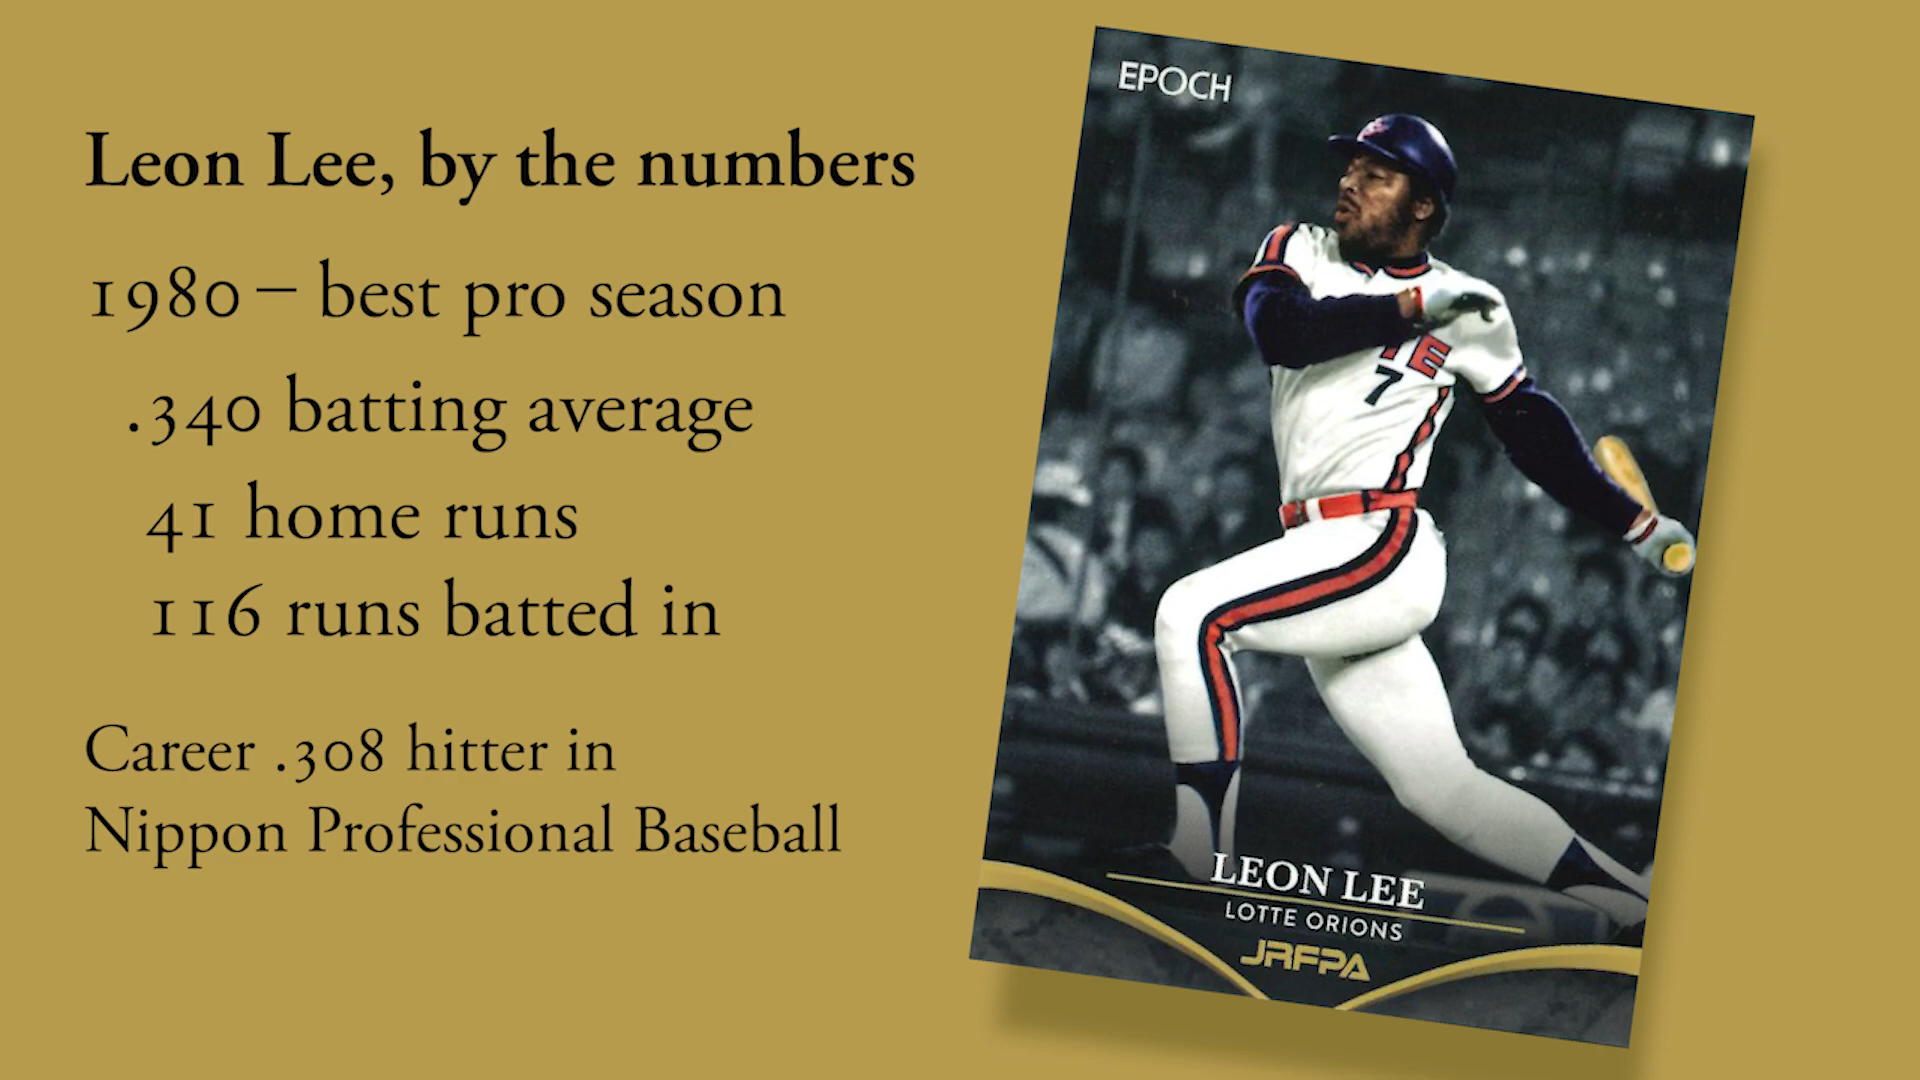 Leon Lee, by the numbers
1980 – best pro season
.340 batting average
41 home runs
116 runs batted in
Career .308 hitter in
Nippon Professional Baseball
EPOCH
TE
7
LEON LEE
LOTTE ORIONS
JRFPA